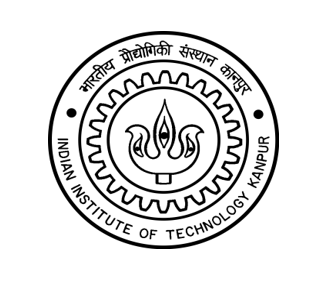 भारतीय प्रौद्योगिकी संस्थान कानपुर
INDIAN INSTITUTE OF TECHNOLOGY KANPUR